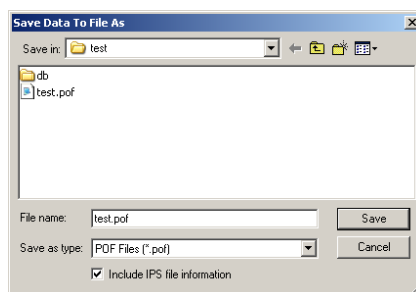 Save Data To File As
Save in: test
db
test.pof
File name: test.pof Save
Save as type: POF Files (*.pof) Cancel
Include IPS file information